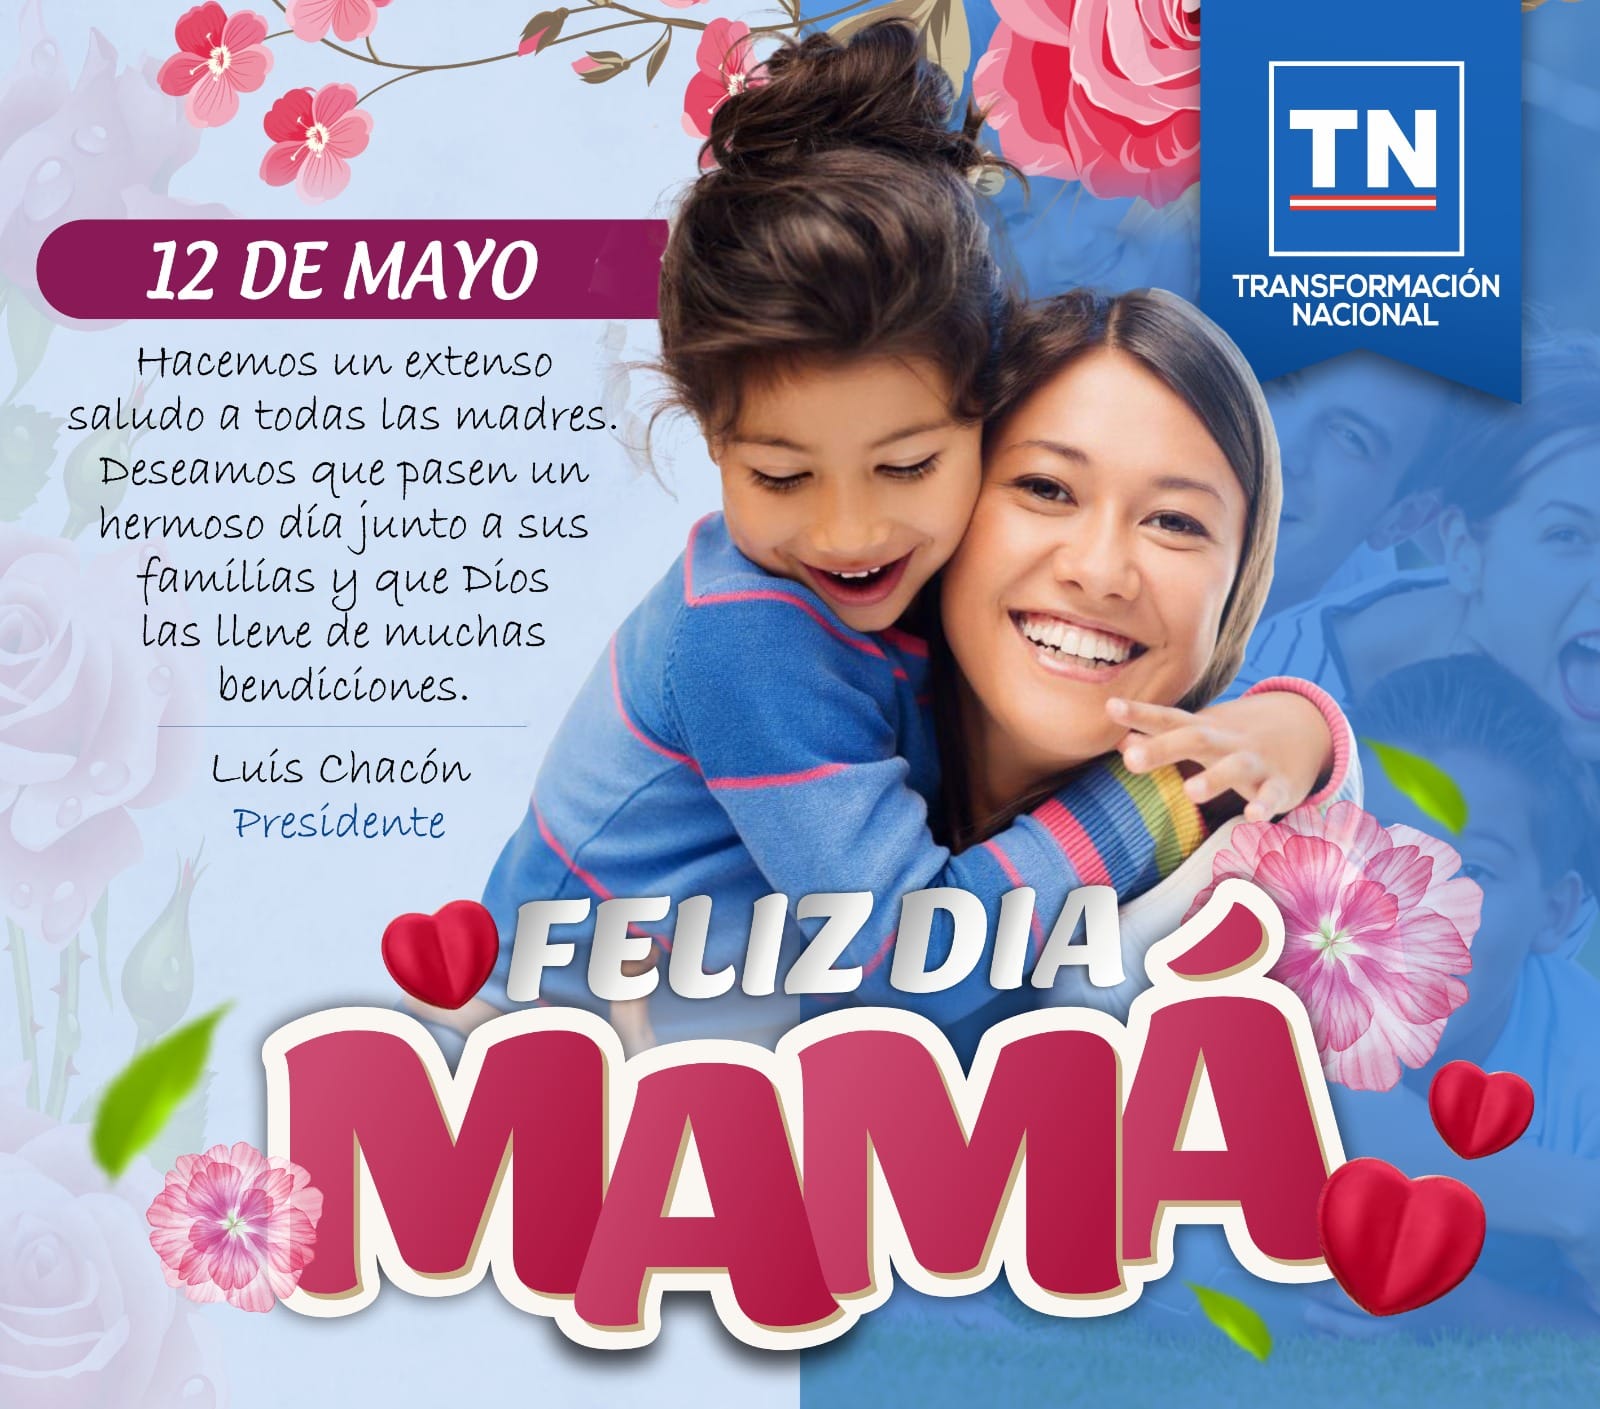 12 DE MAYO
Hacemos un extenso
saludo a todas las madres.
Deseamos que pasen un
hermoso día junto a sus
familias y que Dios
las llene de muchas
bendiciones.
Luis Chacón
Presidente
TN
TRANSFORMACIÓN
NACIONAL
FELIZ DIA
MAMÁ